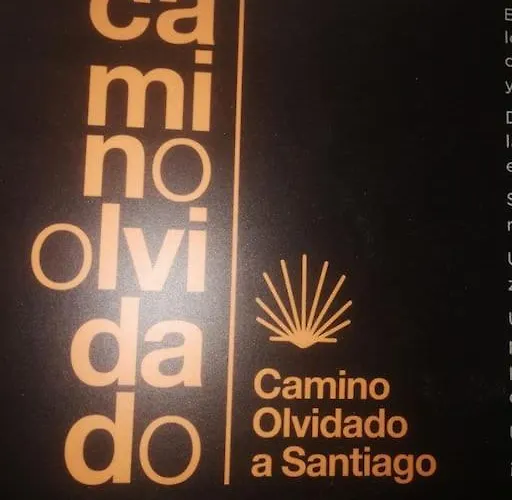 ca
mi
no
olvi
da
do
Camino
Olvidado
a Santiago